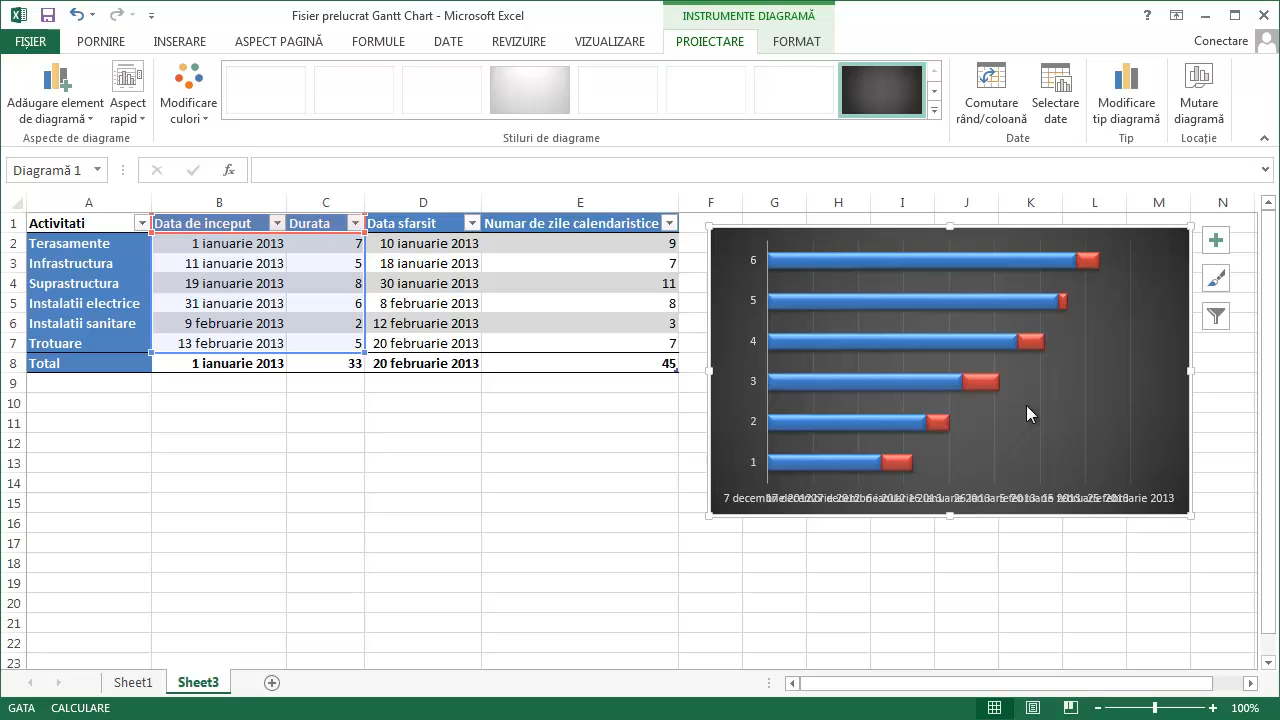 Fisier prelucrat Gantt Chart - Microsoft Excel
INSTRUMENTE DIAGRAMĂ
?
FIȘIER PORNIRE INSERARE ASPECT PAGINĂ FORMULE DATE REVIZUIRE VIZUALIZARE PROIECTARE FORMAT Conectare
Adăugare element de diagramă
Aspect rapid
Modificare culori
Comutare rând/coloană
Selectare date
Modificare tip diagramă
Mutare diagramă
Aspecte de diagrame Stiluri de diagrame Date Tip Locație
Diagramă 1 fx
A B C D E F G H I J K L M N
1 Activitati Data de inceput Durata Data sfarsit Numar de zile calendaristice
2 Terasamente 1 ianuarie 2013 7 10 ianuarie 2013 9
3 Infrastructura 11 ianuarie 2013 5 18 ianuarie 2013 7
4 Suprastructura 19 ianuarie 2013 8 30 ianuarie 2013 11
5 Instalatii electrice 31 ianuarie 2013 6 8 februarie 2013 8
6 Instalatii sanitare 9 februarie 2013 2 12 februarie 2013 3
7 Trotuare 13 februarie 2013 5 20 februarie 2013 7
8 Total 1 ianuarie 2013 33 20 februarie 2013 45
9
10
11
12
13
14
15
16
17
18
19
20
21
22
23
6
5
4
3
2
1
7 decembrie
februarie 2013
Sheet1 Sheet3
GATA CALCULARE 100%